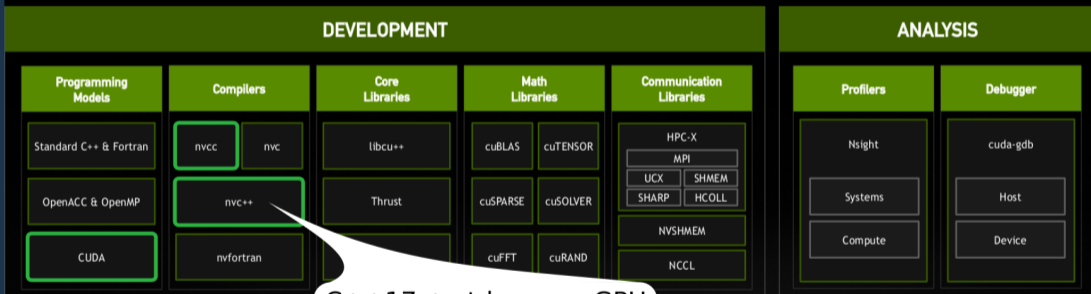 DEVELOPMENT
ANALYSIS
Programming
Models
Standard C++ & Fortran
OpenACC & OpenMP
CUDA
Compilers
nvcc
nvc
nvc++
nvfortran
Core
Libraries
libcu++
Thrust
Math
Libraries
cuBLAS
cuTENSOR
cuSPARSE
cuSOLVER
cuFFT
cuRAND
Communication
Libraries
HPC-X
MPI
UCX
SHMEM
SHARP
HCOLL
NVSHMEM
NCCL
Profilers
Nsight
Systems
Compute
Debugger
cuda-gdb
Host
Device
GPU